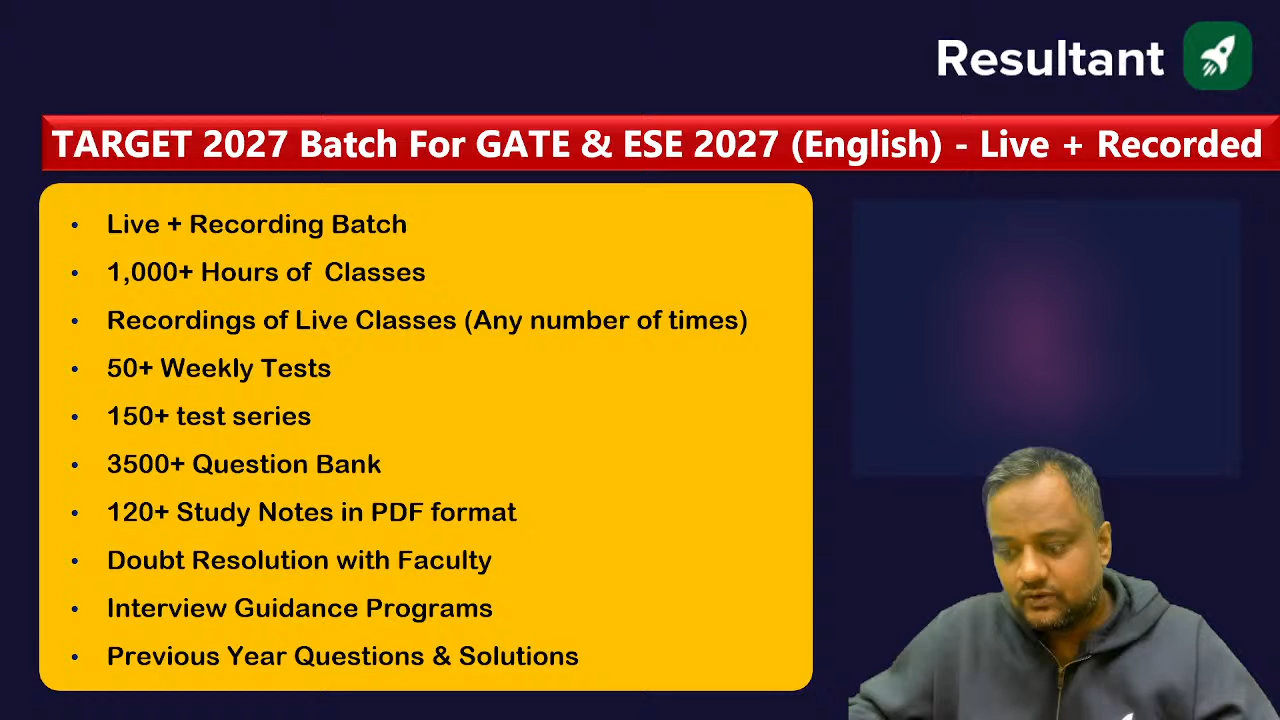 Resultant
TARGET 2027 Batch For GATE & ESE 2027 (English) - Live + Recorded
• Live + Recording Batch
• 1,000+ Hours of Classes
• Recordings of Live Classes (Any number of times)
• 50+ Weekly Tests
• 150+ test series
• 3500+ Question Bank
• 120+ Study Notes in PDF format
• Doubt Resolution with Faculty
• Interview Guidance Programs
• Previous Year Questions & Solutions